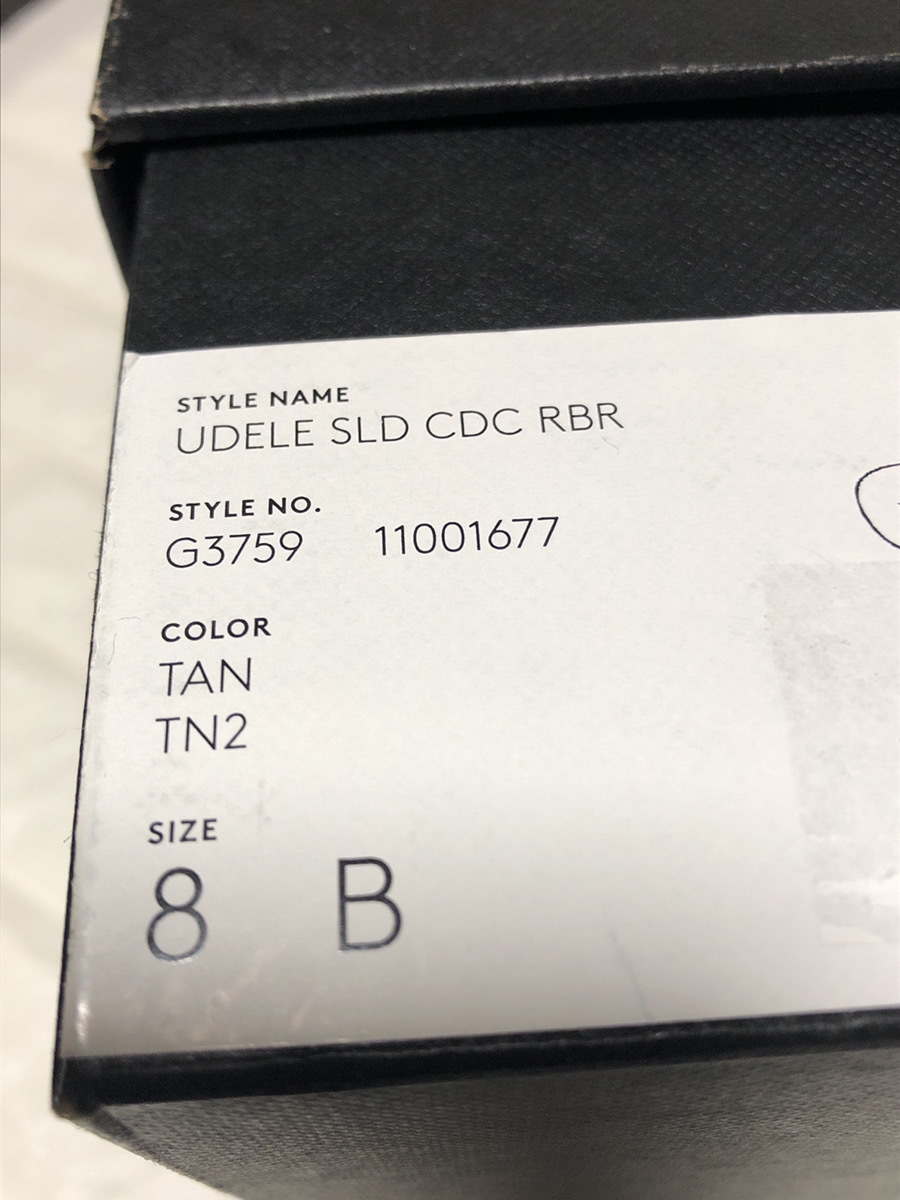 STYLE NAME
UDELE SLD CDC RBR
STYLE NO.
G3759 11001677
COLOR
TAN
TN2
SIZE
8 B